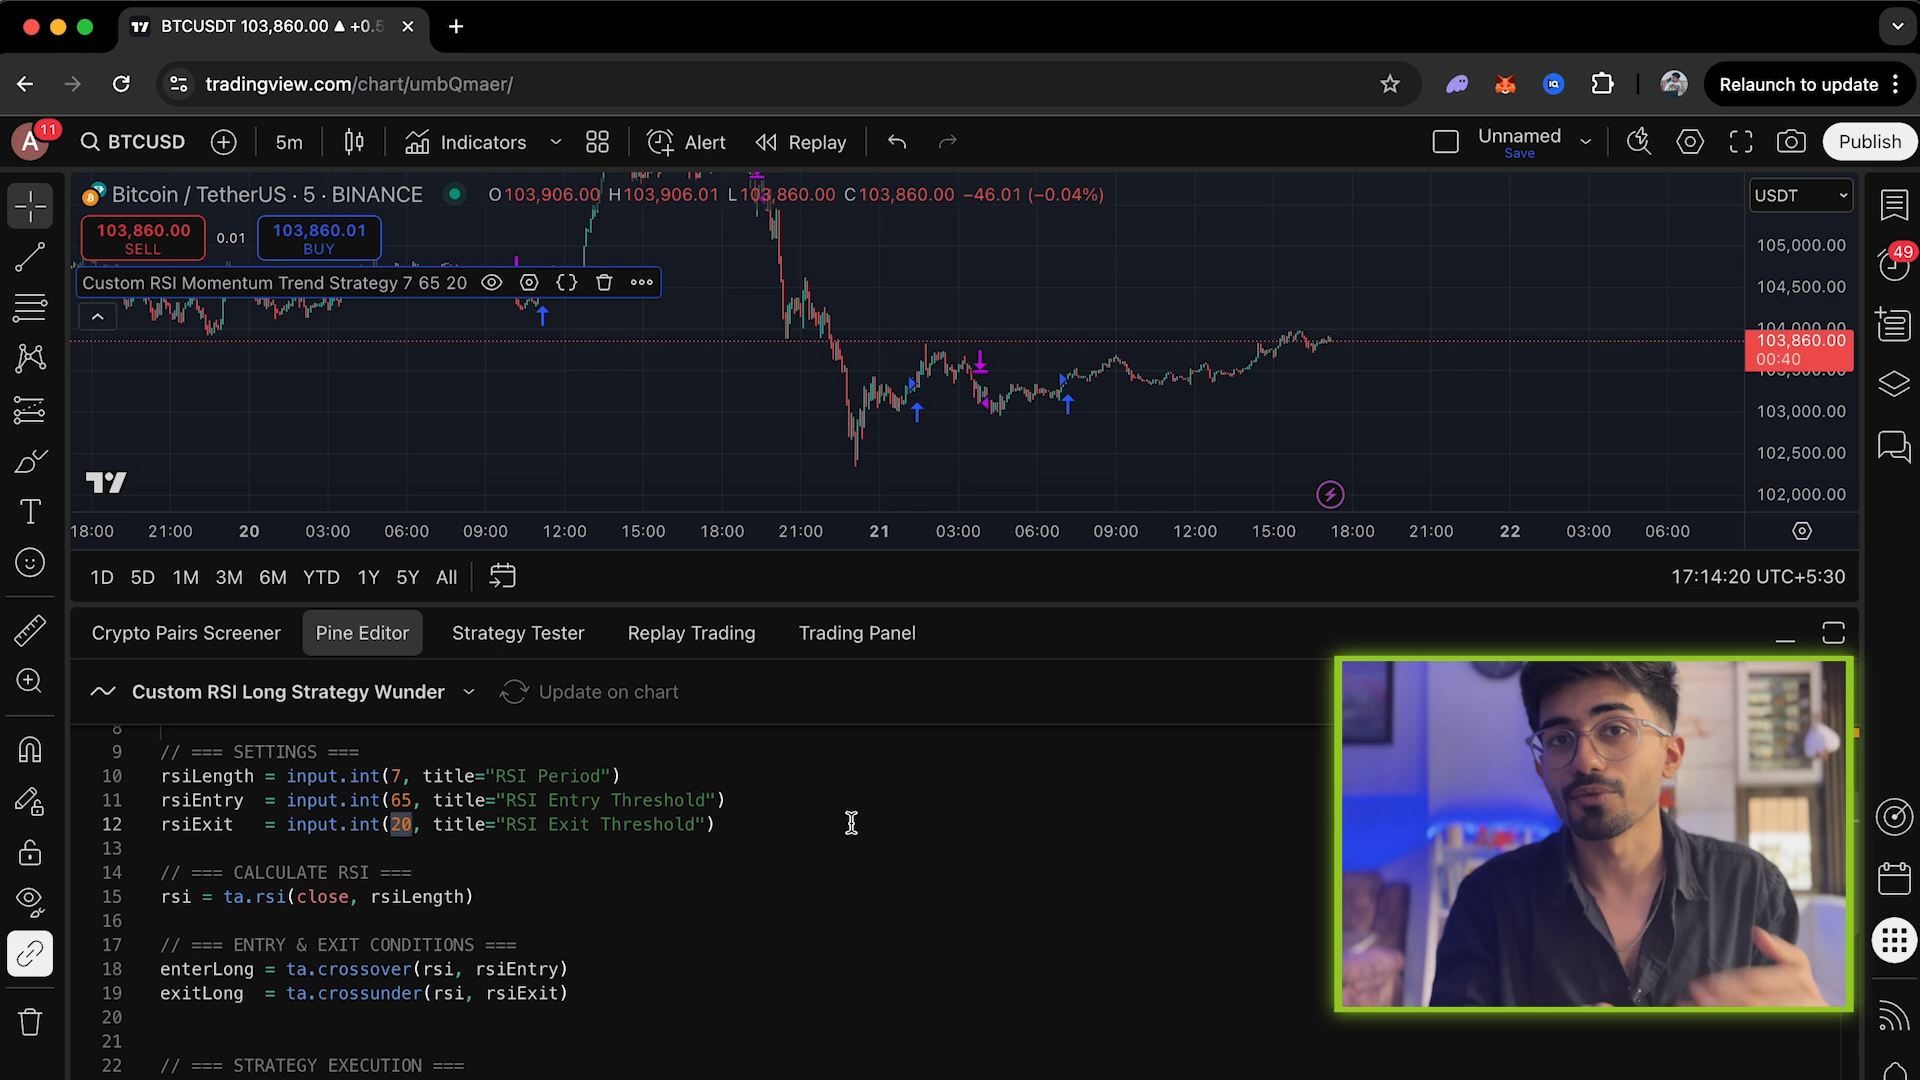 BTCUSDT 103,860.00 ▲ +0.5
tradingview.com/chart/umbQmaer/
Relaunch to update
A 11
BTCUSD
5m
Indicators
Alert
Replay
Unnamed
Save
Publish
Bitcoin / TetherUS · 5 · BINANCE
O103,906.00 H103,906.01 L103,860.00 C103,860.00 −46.01 (−0.04%)
USDT
103,860.00
SELL
0.01
103,860.01
BUY
Custom RSI Momentum Trend Strategy 7 65 20
105,000.00
104,500.00
104,000.00
103,860.00
00:40
103,500.00
103,000.00
102,500.00
102,000.00
49
18:00 21:00 20 03:00 06:00 09:00 12:00 15:00 18:00 21:00 21 03:00 06:00 09:00 12:00 15:00 18:00 21:00 22 03:00 06:00
1D 5D 1M 3M 6M YTD 1Y 5Y All
17:14:20 UTC+5:30
Crypto Pairs Screener
Pine Editor
Strategy Tester
Replay Trading
Trading Panel
Custom RSI Long Strategy Wunder
Update on chart
8
9 // === SETTINGS ===
10 rsiLength = input.int(7, title="RSI Period")
11 rsiEntry = input.int(65, title="RSI Entry Threshold")
12 rsiExit = input.int(20, title="RSI Exit Threshold")
13
14 // === CALCULATE RSI ===
15 rsi = ta.rsi(close, rsiLength)
16
17 // === ENTRY & EXIT CONDITIONS ===
18 enterLong = ta.crossover(rsi, rsiEntry)
19 exitLong = ta.crossunder(rsi, rsiExit)
20
21
22 // === STRATEGY EXECUTION ===